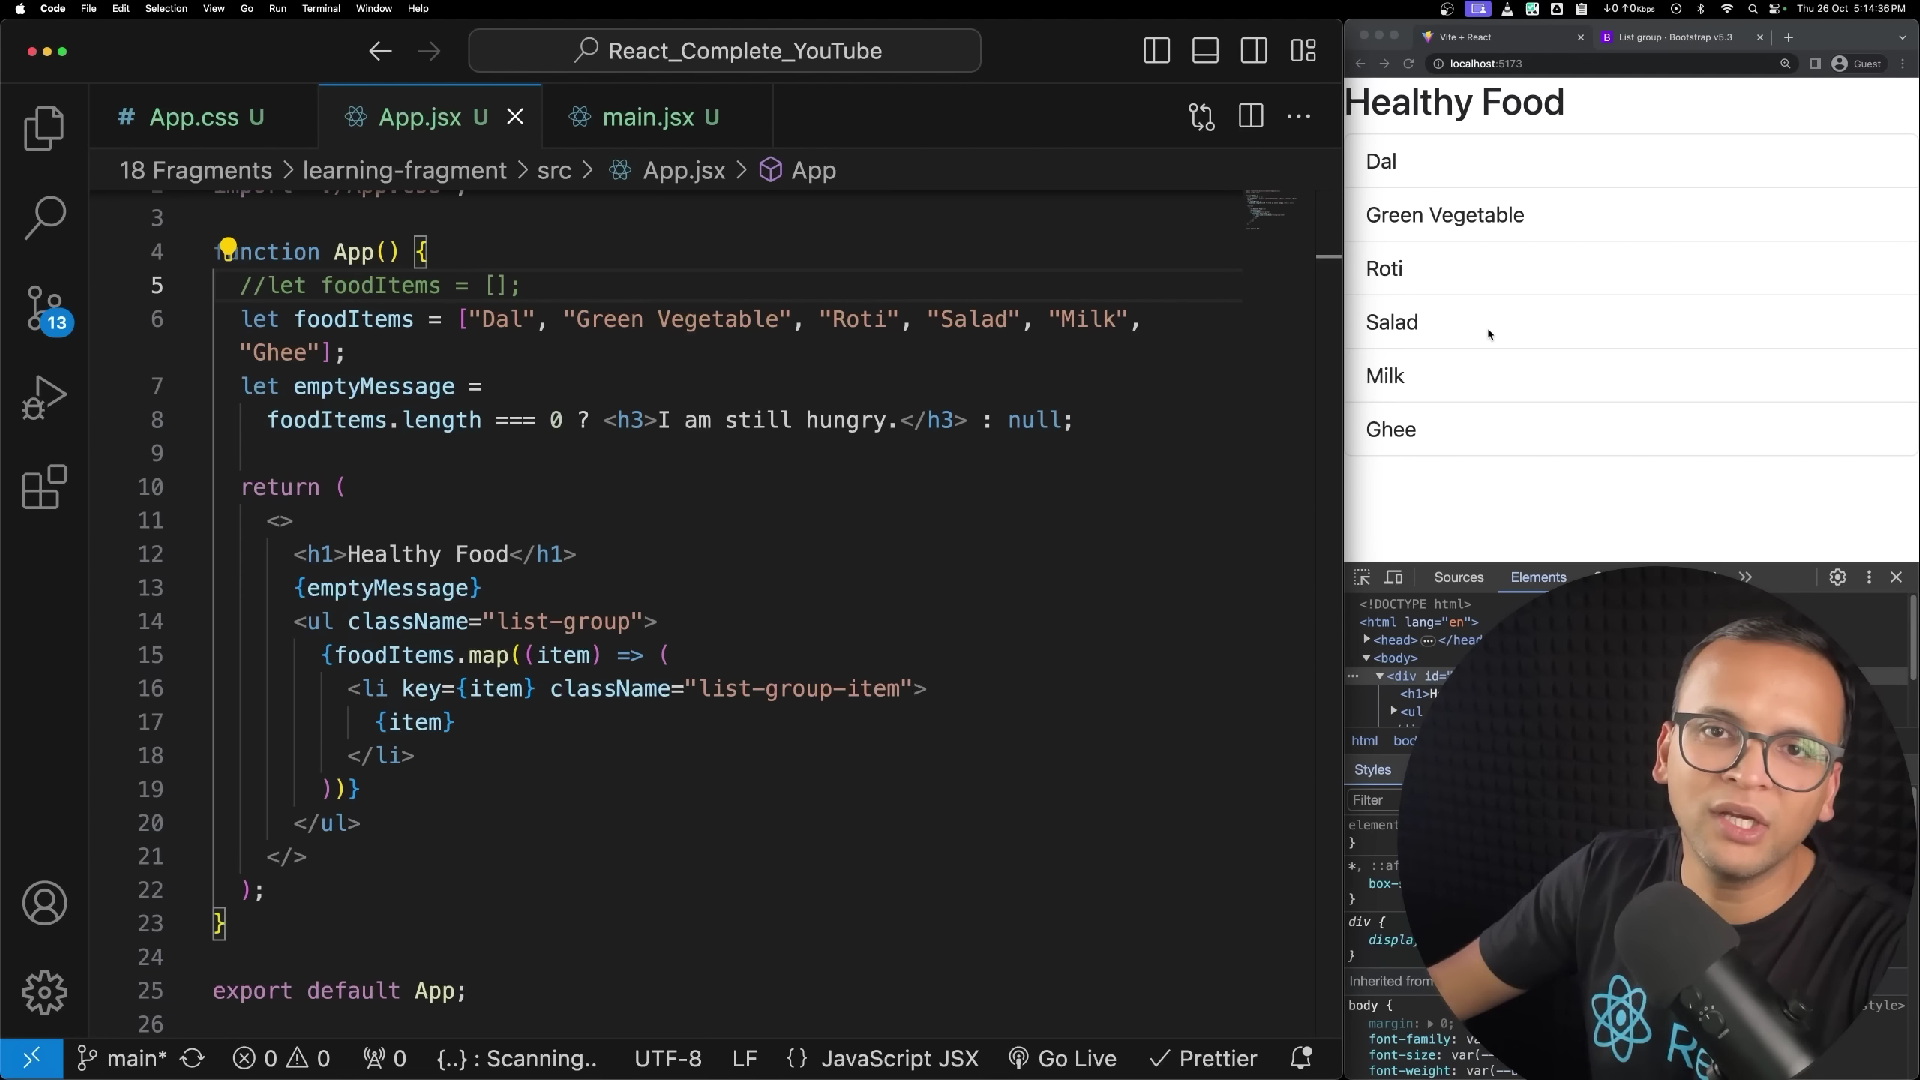 Code File Edit Selection View Go Run Terminal Window Help
Thu 26 Oct 5:14:36 PM
React_Complete_YouTube
# App.css U
App.jsx U
main.jsx U
18 Fragments > learning-fragment > src > App.jsx > App
3
4 function App() {
5 //let foodItems = [];
6 let foodItems = ["Dal", "Green Vegetable", "Roti", "Salad", "Milk",
"Ghee"];
7 let emptyMessage =
8 foodItems.length === 0 ? <h3>I am still hungry.</h3> : null;
9
10 return (
11 <>
12 <h1>Healthy Food</h1>
13 {emptyMessage}
14 <ul className="list-group">
15 {foodItems.map((item) => (
16 <li key={item} className="list-group-item">
17 {item}
18 </li>
19 ))}
20 </ul>
21 </>
22 );
23 }
24
25 export default App;
26
13
main* 0 0 0 {..} : Scanning.. UTF-8 LF {} JavaScript JSX Go Live Prettier
Vite + React
List group · Bootstrap v5.3
localhost:5173
Guest
Healthy Food
Dal
Green Vegetable
Roti
Salad
Milk
Ghee
Sources Elements
<!DOCTYPE html>
<html lang="en">
<head> </head
<body>
<div id="
<h1>H
<ul
html
Styles
Filter
element
}
*, ::af
box-s
}
div {
display
}
Inherited from
style>
body {
margin: 0;
font-family: va
font-size: var(--
font-weight: var(--